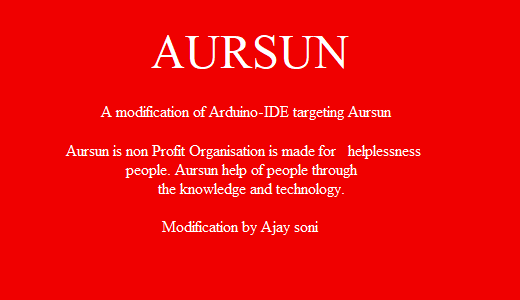 AURSUN
A modification of Arduino-IDE targeting Aursun
Aursun is non Profit Organisation is made for helplessness
people. Aursun help of people through
the knowledge and technology.
Modification by Ajay soni